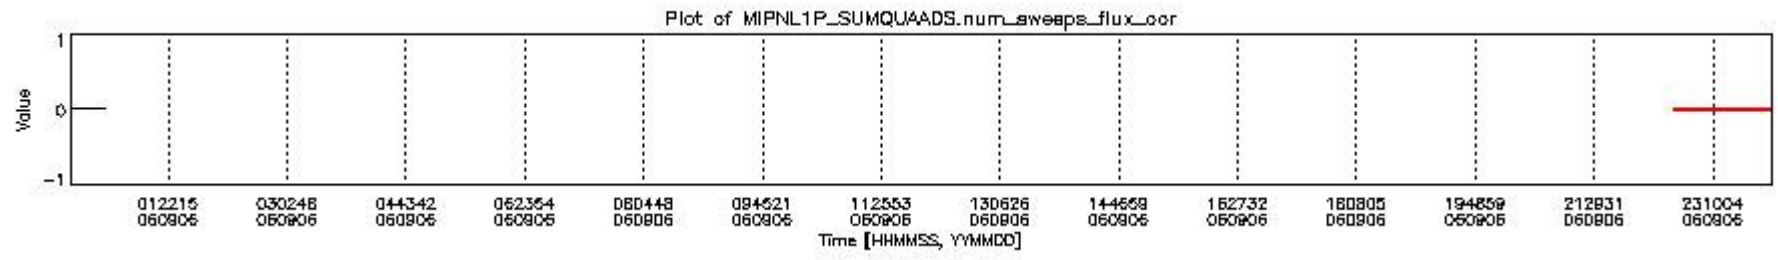 Plot of MIPNL1P_SUMQUAADS.num_sweeps_flux_cor
1
0
-1
Value
012215 030248 044342 062354 080448 094521 112553 130626 144659 162732 180805 194859 212931 231004
060906 060906 060906 060906 060906 060906 060906 060906 060906 060906 060906 060906 060906 060906
Time [HHMMSS, YYMMDD]